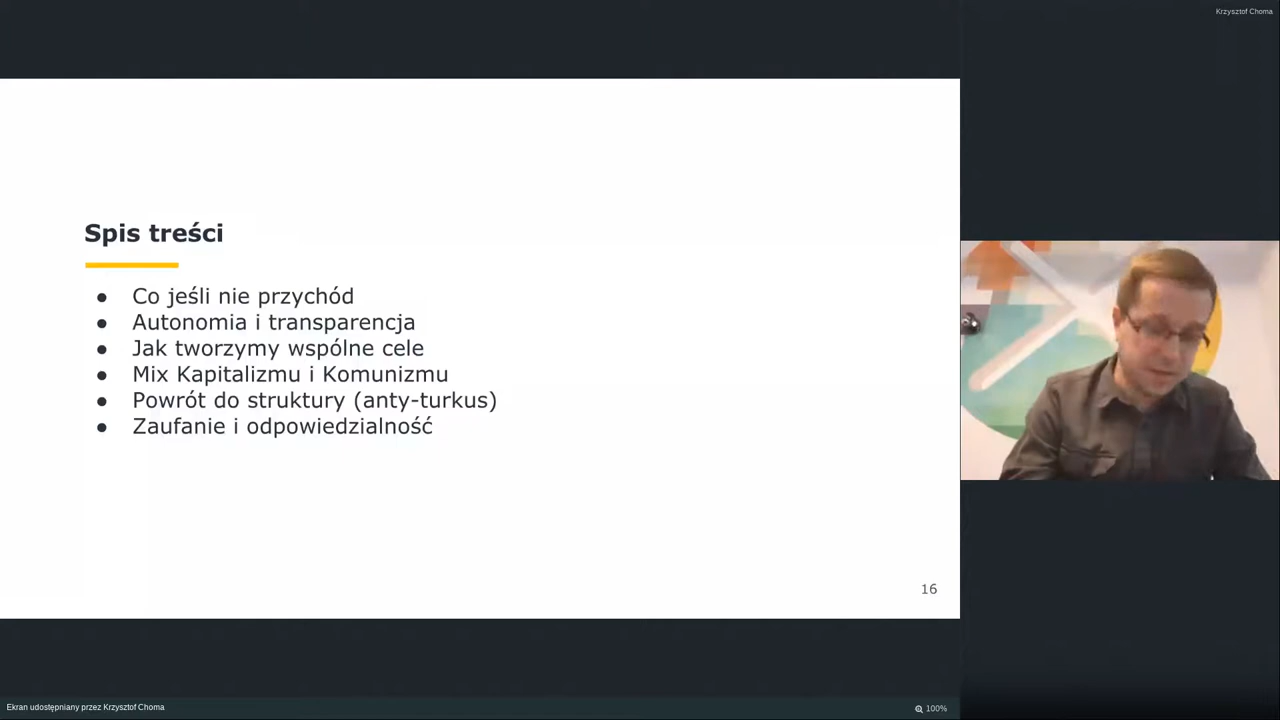 Krzysztof Choma
Spis treści
● Co jeśli nie przychód
● Autonomia i transparencja
● Jak tworzymy wspólne cele
● Mix Kapitalizmu i Komunizmu
● Powrót do struktury (anty-turkus)
● Zaufanie i odpowiedzialność
16
Ekran udostępniany przez Krzysztof Choma
100%